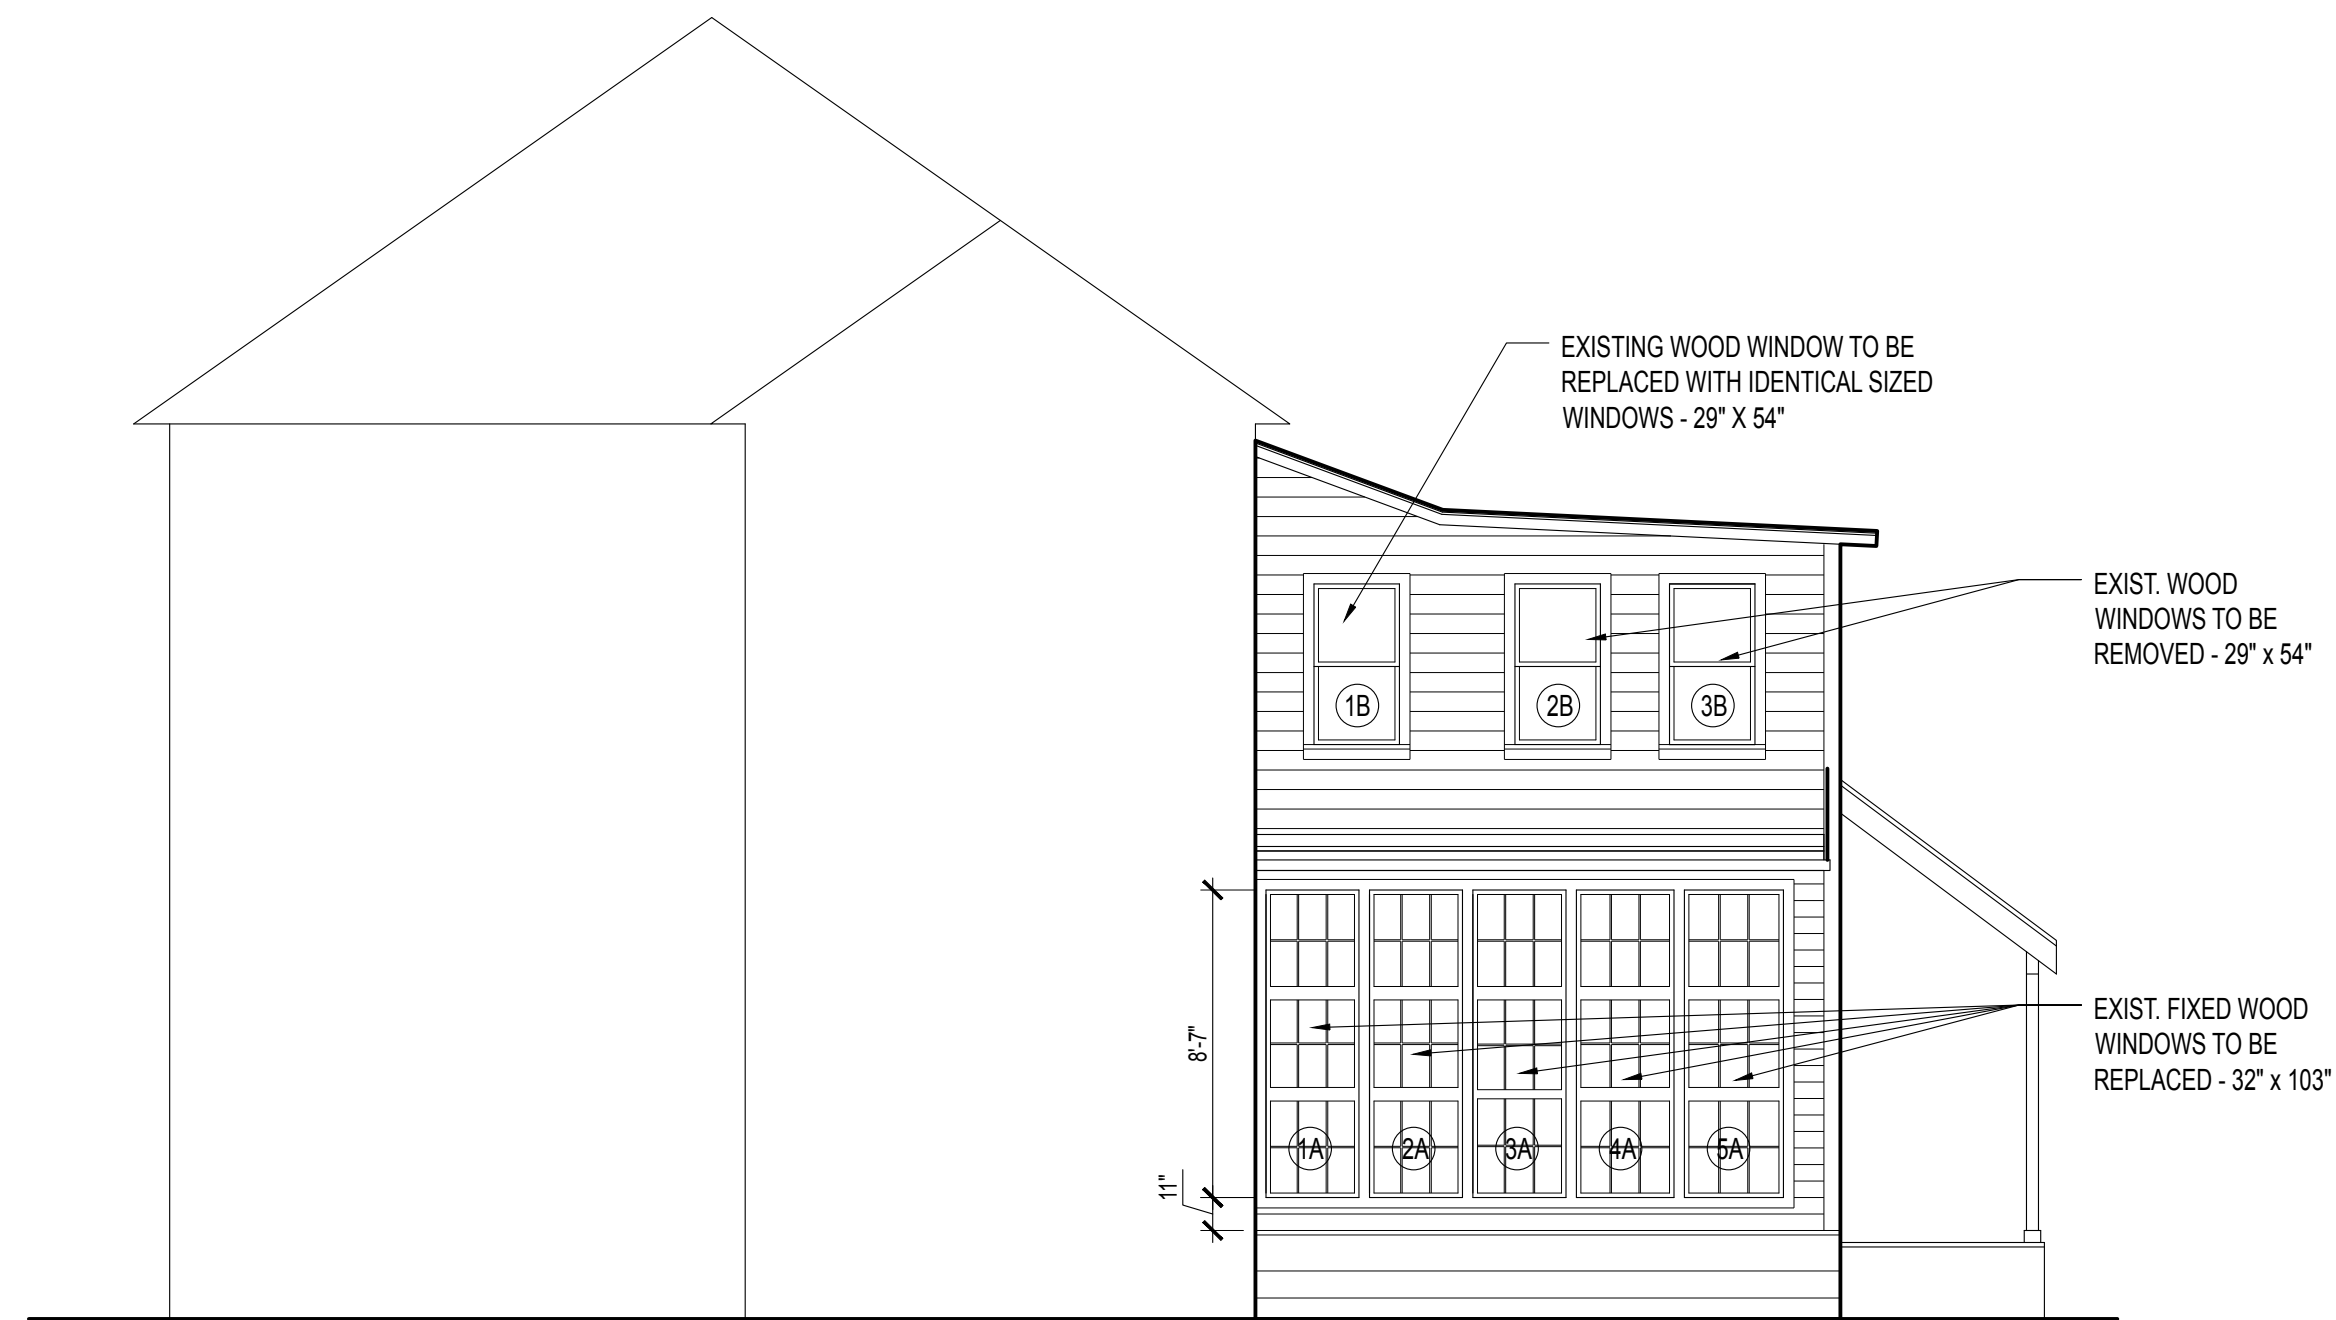 EXISTING WOOD WINDOW TO BE
REPLACED WITH IDENTICAL SIZED
WINDOWS - 29" X 54"
EXIST. WOOD
WINDOWS TO BE
REMOVED - 29" x 54"
1B
2B
3B
8'-7"
EXIST. FIXED WOOD
WINDOWS TO BE
REPLACED - 32" x 103"
1A
2A
3A
4A
5A
11"